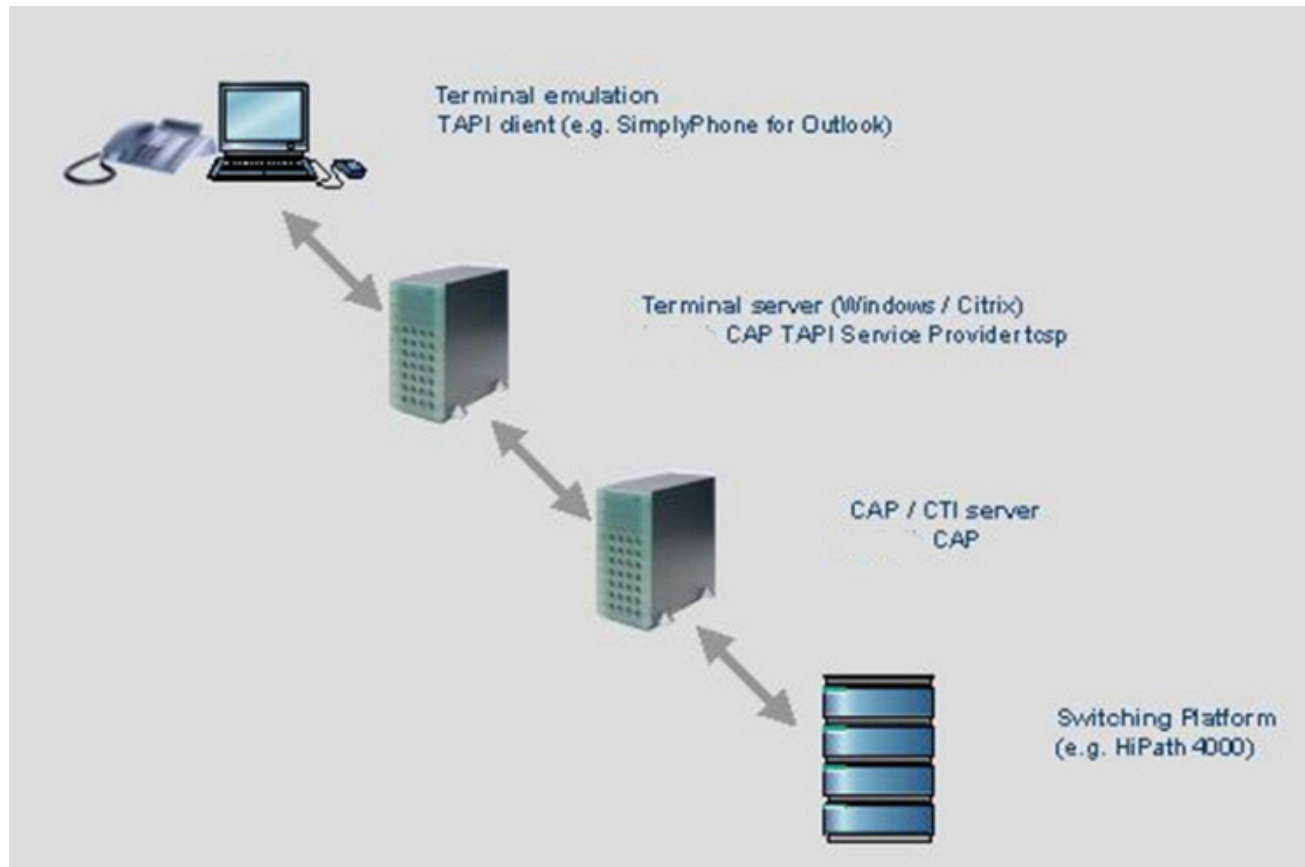 Terminal emulation
TAPI client (e.g. SimplyPhone for Outlook)
Terminal server (Windows / Citrix)
CAP TAPI Service Provider tcsp
CAP / CTI server
CAP
Switching Platform
(e.g. HiPath 4000)